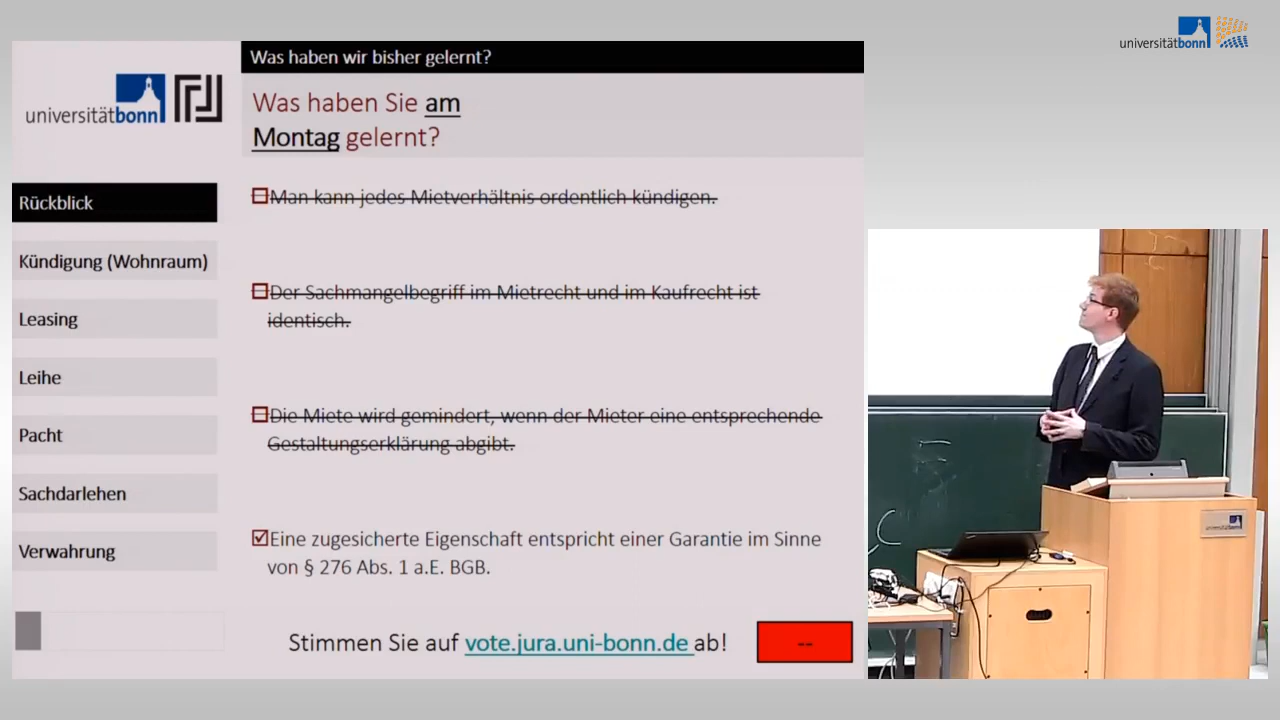 universitätbonn
Was haben wir bisher gelernt?
universitätbonn
Was haben Sie am
Montag gelernt?
Rückblick
Kündigung (Wohnraum)
Leasing
Leihe
Pacht
Sachdarlehen
Verwahrung
Man kann jedes Mietverhältnis ordentlich kündigen.
Der Sachmangelbegriff im Mietrecht und im Kaufrecht ist
identisch.
Die Miete wird gemindert, wenn der Mieter eine entsprechende
Gestaltungserklärung abgibt.
Eine zugesicherte Eigenschaft entspricht einer Garantie im Sinne
von § 276 Abs. 1 a.E. BGB.
Stimmen Sie auf vote.jura.uni-bonn.de ab!
--
universitätbonn